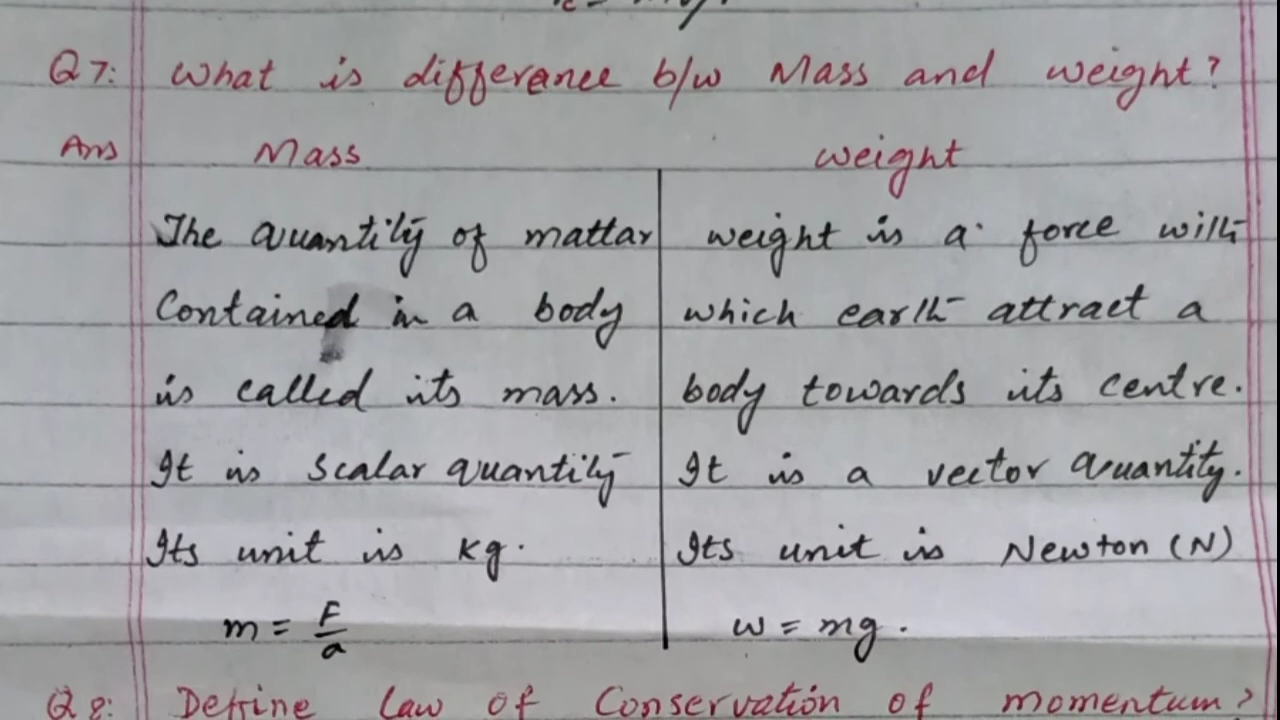 Q7: What is difference b/w Mass and weight?
Ans Mass weight
The quantity of mattar weight is a force with
Contained in a body which earth attract a
is called its mass. body towards its centre.
It is scalar quantity It is a vector quantity.
Its unit is kg. Its unit is Newton (N)
m = F/a w = mg.
Q8: Define law of Conservation of momentum?